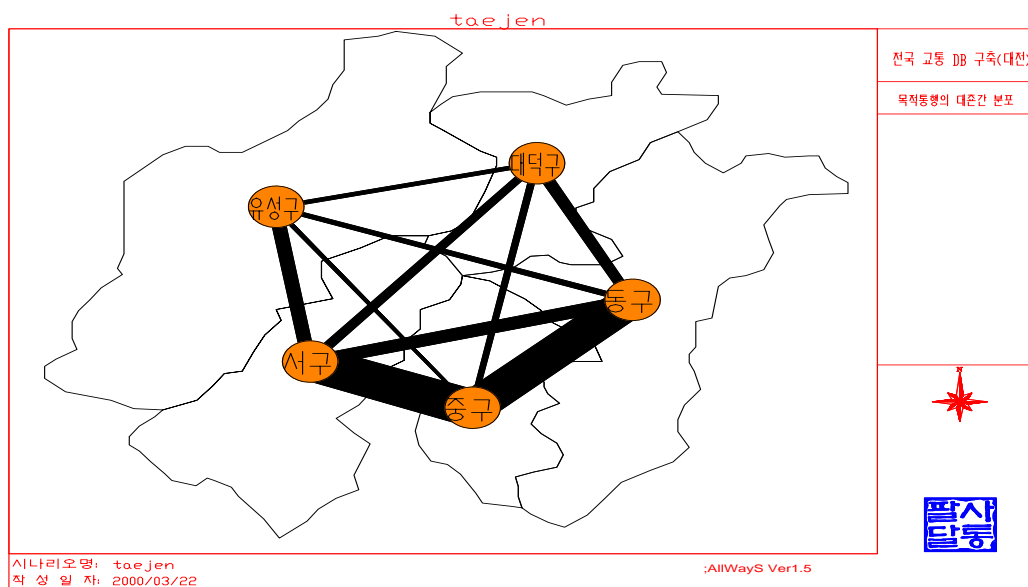 taejen
전국 교통 DB 구축(대전)
목적통행의 대존간 분포
대덕구
유성구
동구
서구
중구
N
팔사
달통
시나리오명: taejen
작 성 일 자: 2000/03/22
;AllWayS Ver1.5